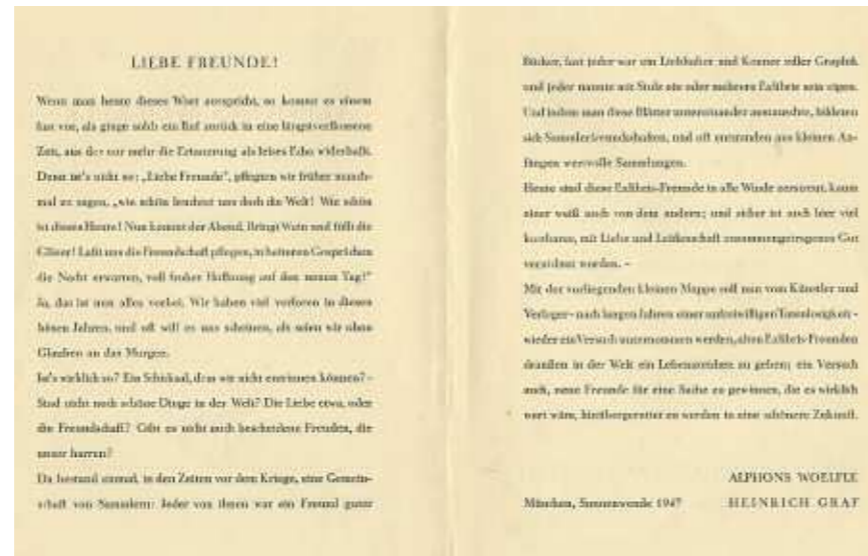 LIEBE FREUNDE!
Wenn man heute dieses Wort ausspricht, so kommt es einem
fast vor, als ginge solch ein Ruf zurück in eine längstverflossene
Zeit, aus der nur mehr die Erinnerung als leises Echo widerhallt.
Denn ist's nicht so: „Liebe Freunde“, pflegten wir früher manch-
mal zu sagen, „wie schön leuchtet uns doch die Welt! Wie schön
ist dieses Heute! Nun kommt der Abend. Bringt Wein und füllt die
Gläser! Laßt uns die Freundschaft pflegen, in heiteren Gesprächen
die Nacht erwarten, voll froher Hoffnung auf den neuen Tag!“
Ja, das ist nun alles vorbei. Wir haben viel verloren in diesen
bösen Jahren, und oft will es uns scheinen, als seien wir ohne
Glauben an das Morgen.
Ist's wirklich so? Ein Schicksal, dem wir nicht entrinnen können? –
Sind nicht noch schöne Dinge in der Welt? Die Liebe etwa, oder
die Freundschaft? Gibt es nicht auch bescheidene Freuden, die
unser harren?
Da bestand einmal, in den Zeiten vor dem Kriege, eine Gemein-
schaft von Sammlern: Jeder von ihnen war ein Freund guter
Bücher, fast jeder war ein Liebhaber und Kenner edler Graphik
und jeder nannte mit Stolz ein oder mehrere Exlibris sein eigen.
Und indem man diese Blätter untereinander austauschte, bildeten
sich Sammlerfreundschaften, und oft entstanden aus kleinen An-
fängen wertvolle Sammlungen.
Heute sind diese Exlibris-Freunde in alle Winde zerstreut, kaum
einer weiß noch von dem andern; und sicher ist auch hier viel
kostbares, mit Liebe und Leidenschaft zusammengetragenes Gut
vernichtet worden. –
Mit der vorliegenden kleinen Mappe soll nun vom Künstler und
Verleger – nach langen Jahren einer unfreiwilligen Tatenlosigkeit –
wieder ein Versuch unternommen werden, alten Exlibris-Freunden
draußen in der Welt ein Lebenszeichen zu geben; ein Versuch
auch, neue Freunde für eine Sache zu gewinnen, die es wirklich
wert wäre, hinübergerettet zu werden in eine schönere Zukunft.
ALPHONS WOELFLE
München, Sonnenwende 1947 HEINRICH GRAF